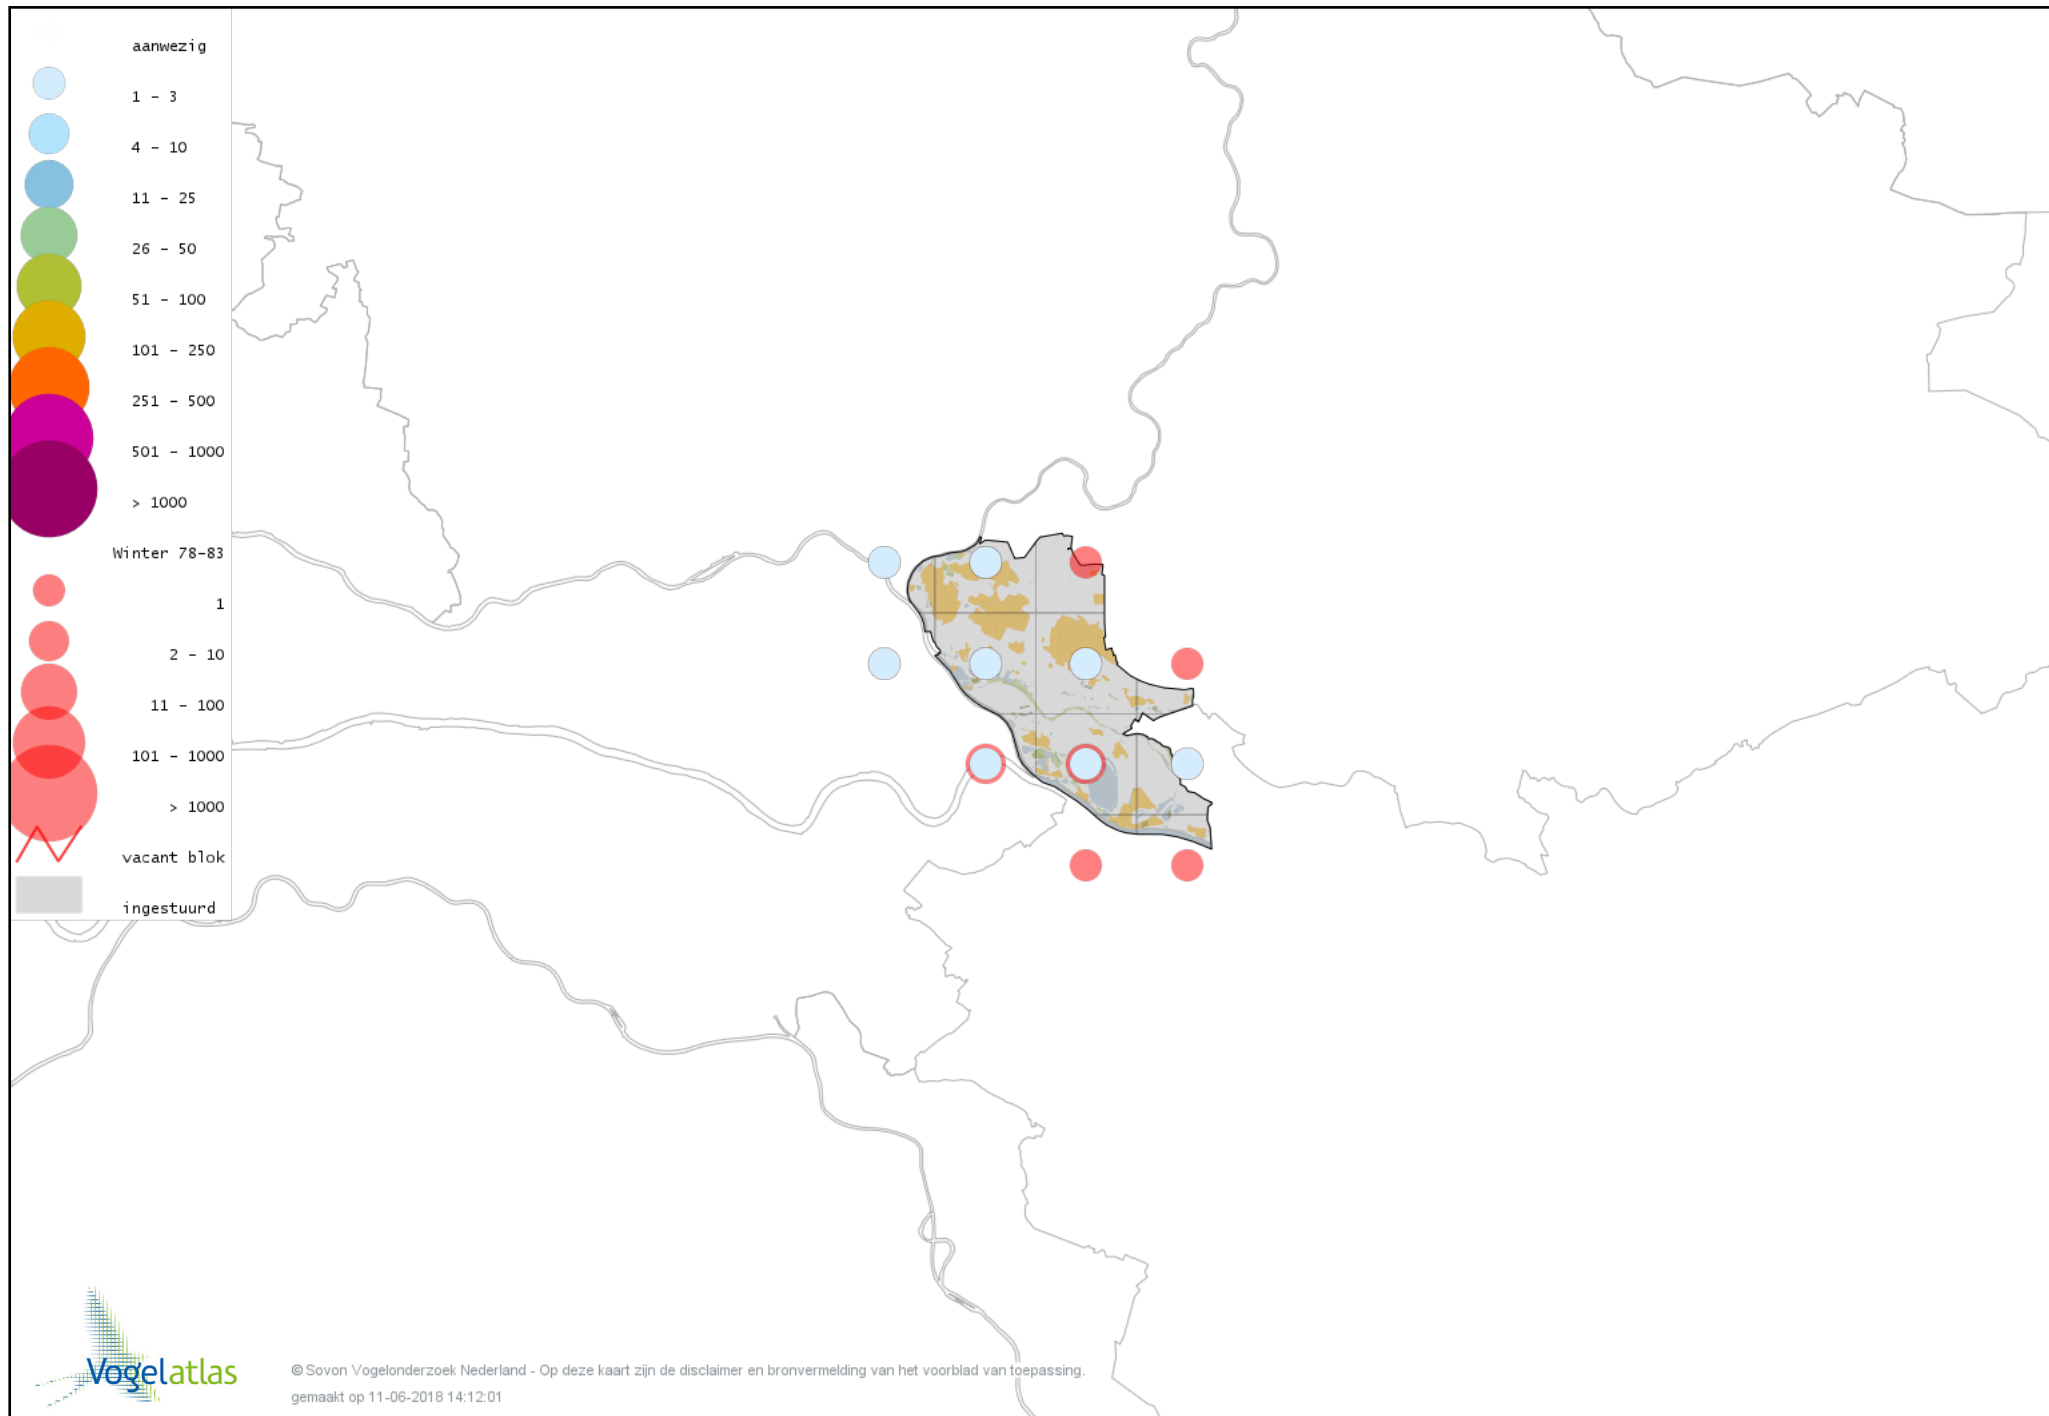 aanwezig
1 - 3
4 - 10
11 - 25
26 - 50
51 - 100
101 - 250
251 - 500
501 - 1000
> 1000
Winter 78-83
1
2 - 10
11 - 100
101 - 1000
> 1000
vacant blok
ingestuurd
Vogelatlas
© Sovon Vogelonderzoek Nederland - Op deze kaart zijn de disclaimer en bronvermelding van het voorblad van toepassing.
gemaakt op 11-06-2018 14:12:01